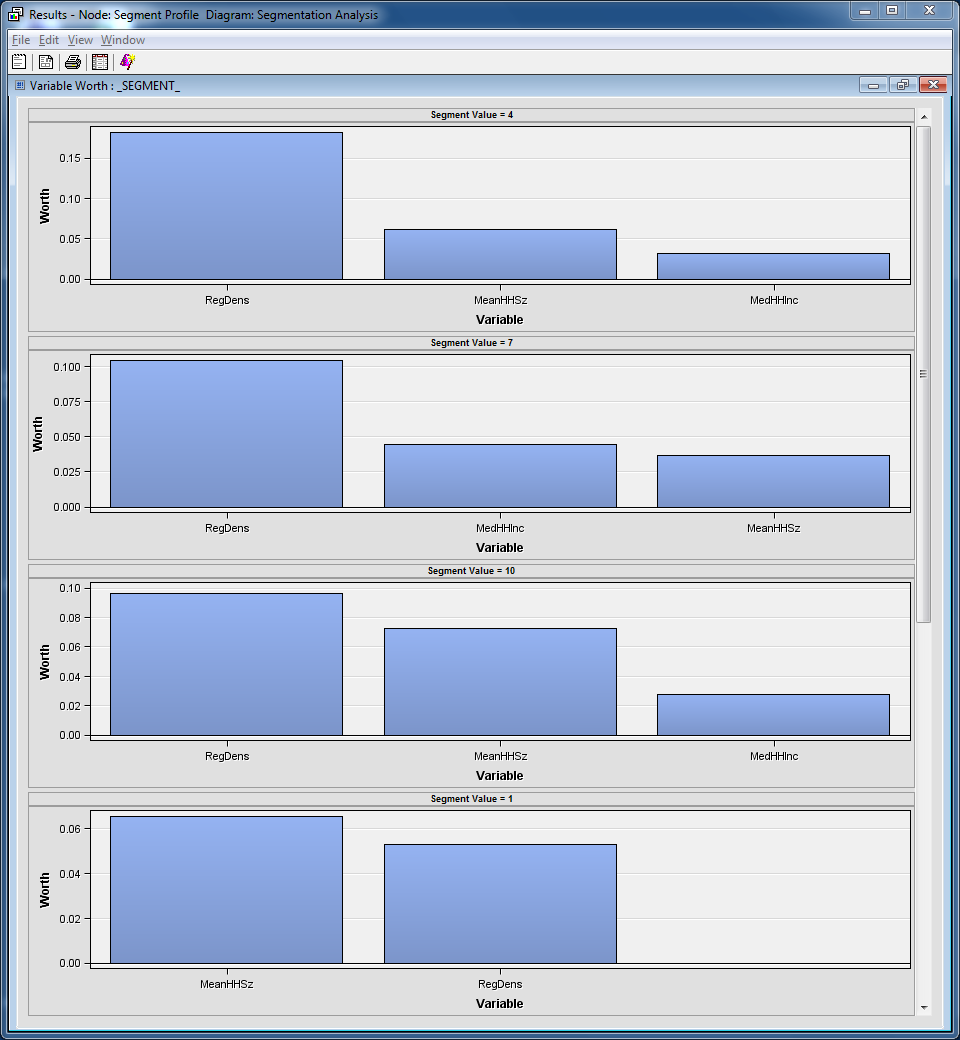 Results - Node: Segment Profile  Diagram: Segmentation Analysis
File Edit View Window
Variable Worth : _SEGMENT_
Segment Value = 4
Worth
0.15
0.10
0.05
0.00
RegDens MeanHHSz MedHHInc
Variable
Segment Value = 7
Worth
0.100
0.075
0.050
0.025
0.000
RegDens MedHHInc MeanHHSz
Variable
Segment Value = 10
Worth
0.10
0.08
0.06
0.04
0.02
0.00
RegDens MeanHHSz MedHHInc
Variable
Segment Value = 1
Worth
0.06
0.04
0.02
0.00
MeanHHSz RegDens
Variable